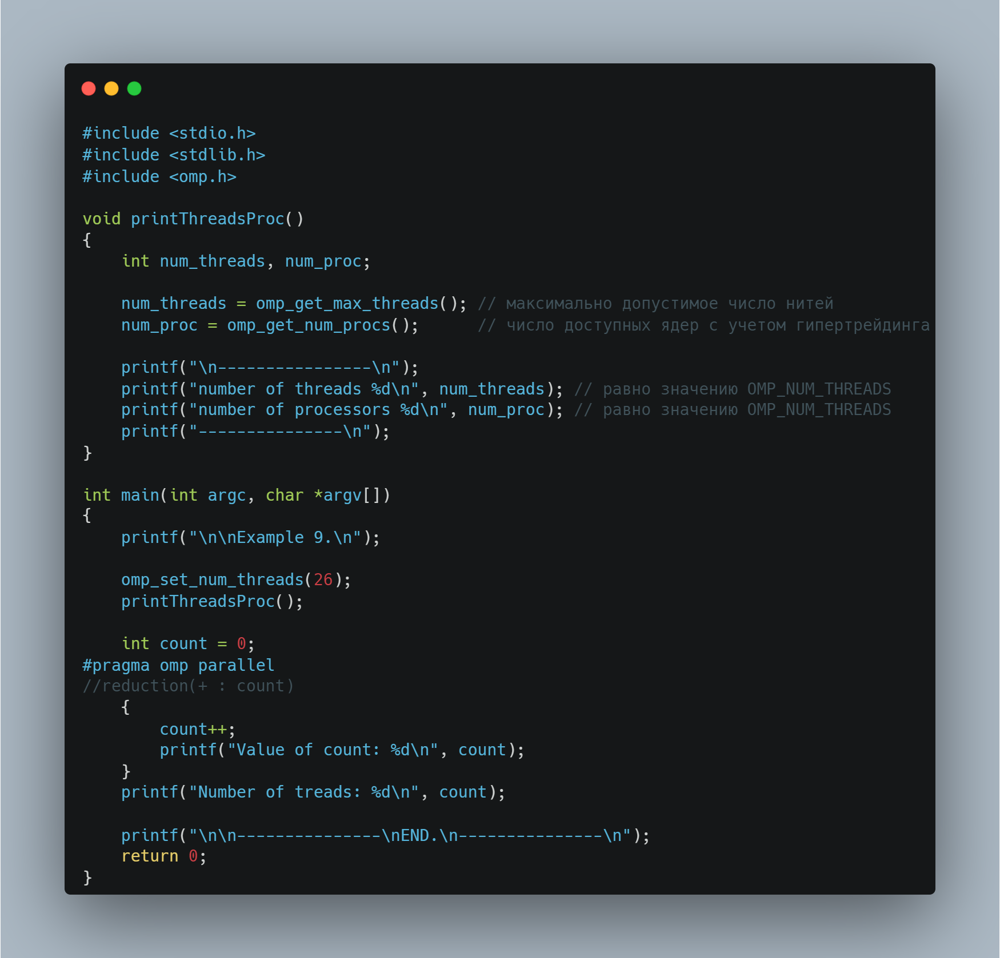 #include <stdio.h>
#include <stdlib.h>
#include <omp.h>
void printThreadsProc()
{
int num_threads, num_proc;
num_threads = omp_get_max_threads(); // максимально допустимое число нитей
num_proc = omp_get_num_procs();      // число доступных ядер с учетом гипертрейдинга
printf("\n----------------\n");
printf("number of threads %d\n", num_threads); // равно значению OMP_NUM_THREADS
printf("number of processors %d\n", num_proc); // равно значению OMP_NUM_THREADS
printf("---------------\n");
}
int main(int argc, char *argv[])
{
printf("\n\nExample 9.\n");
omp_set_num_threads(26);
printThreadsProc();
int count = 0;
#pragma omp parallel
//reduction(+ : count)
{
count++;
printf("Value of count: %d\n", count);
}
printf("Number of treads: %d\n", count);
printf("\n\n---------------\nEND.\n---------------\n");
return 0;
}